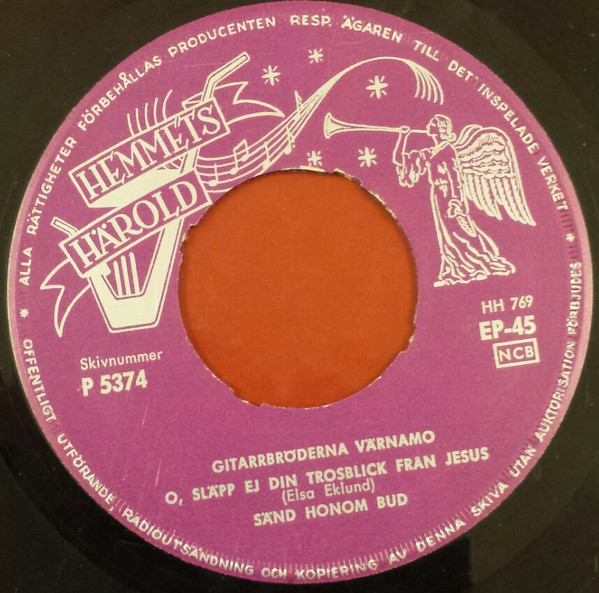 ALLA RÄTTIGHETER FÖRBEHÅLLAS PRODUCENTEN RESP. ÄGAREN TILL DET INSPELADE VERKET
* OFFENTLIGT UTFÖRANDE, RADIOUTSÄNDNING OCH KOPIERING AV DENNA SKIVA UTAN AUKTORISATION FÖRBJUDES *
HEMMETS
HÄROLD
HH 769
EP-45
NCB
Skivnummer
P 5374
GITARRBRÖDERNA VÄRNAMO
O, SLÄPP EJ DIN TROSBLICK FRAN JESUS
(Elsa Eklund)
SÄND HONOM BUD